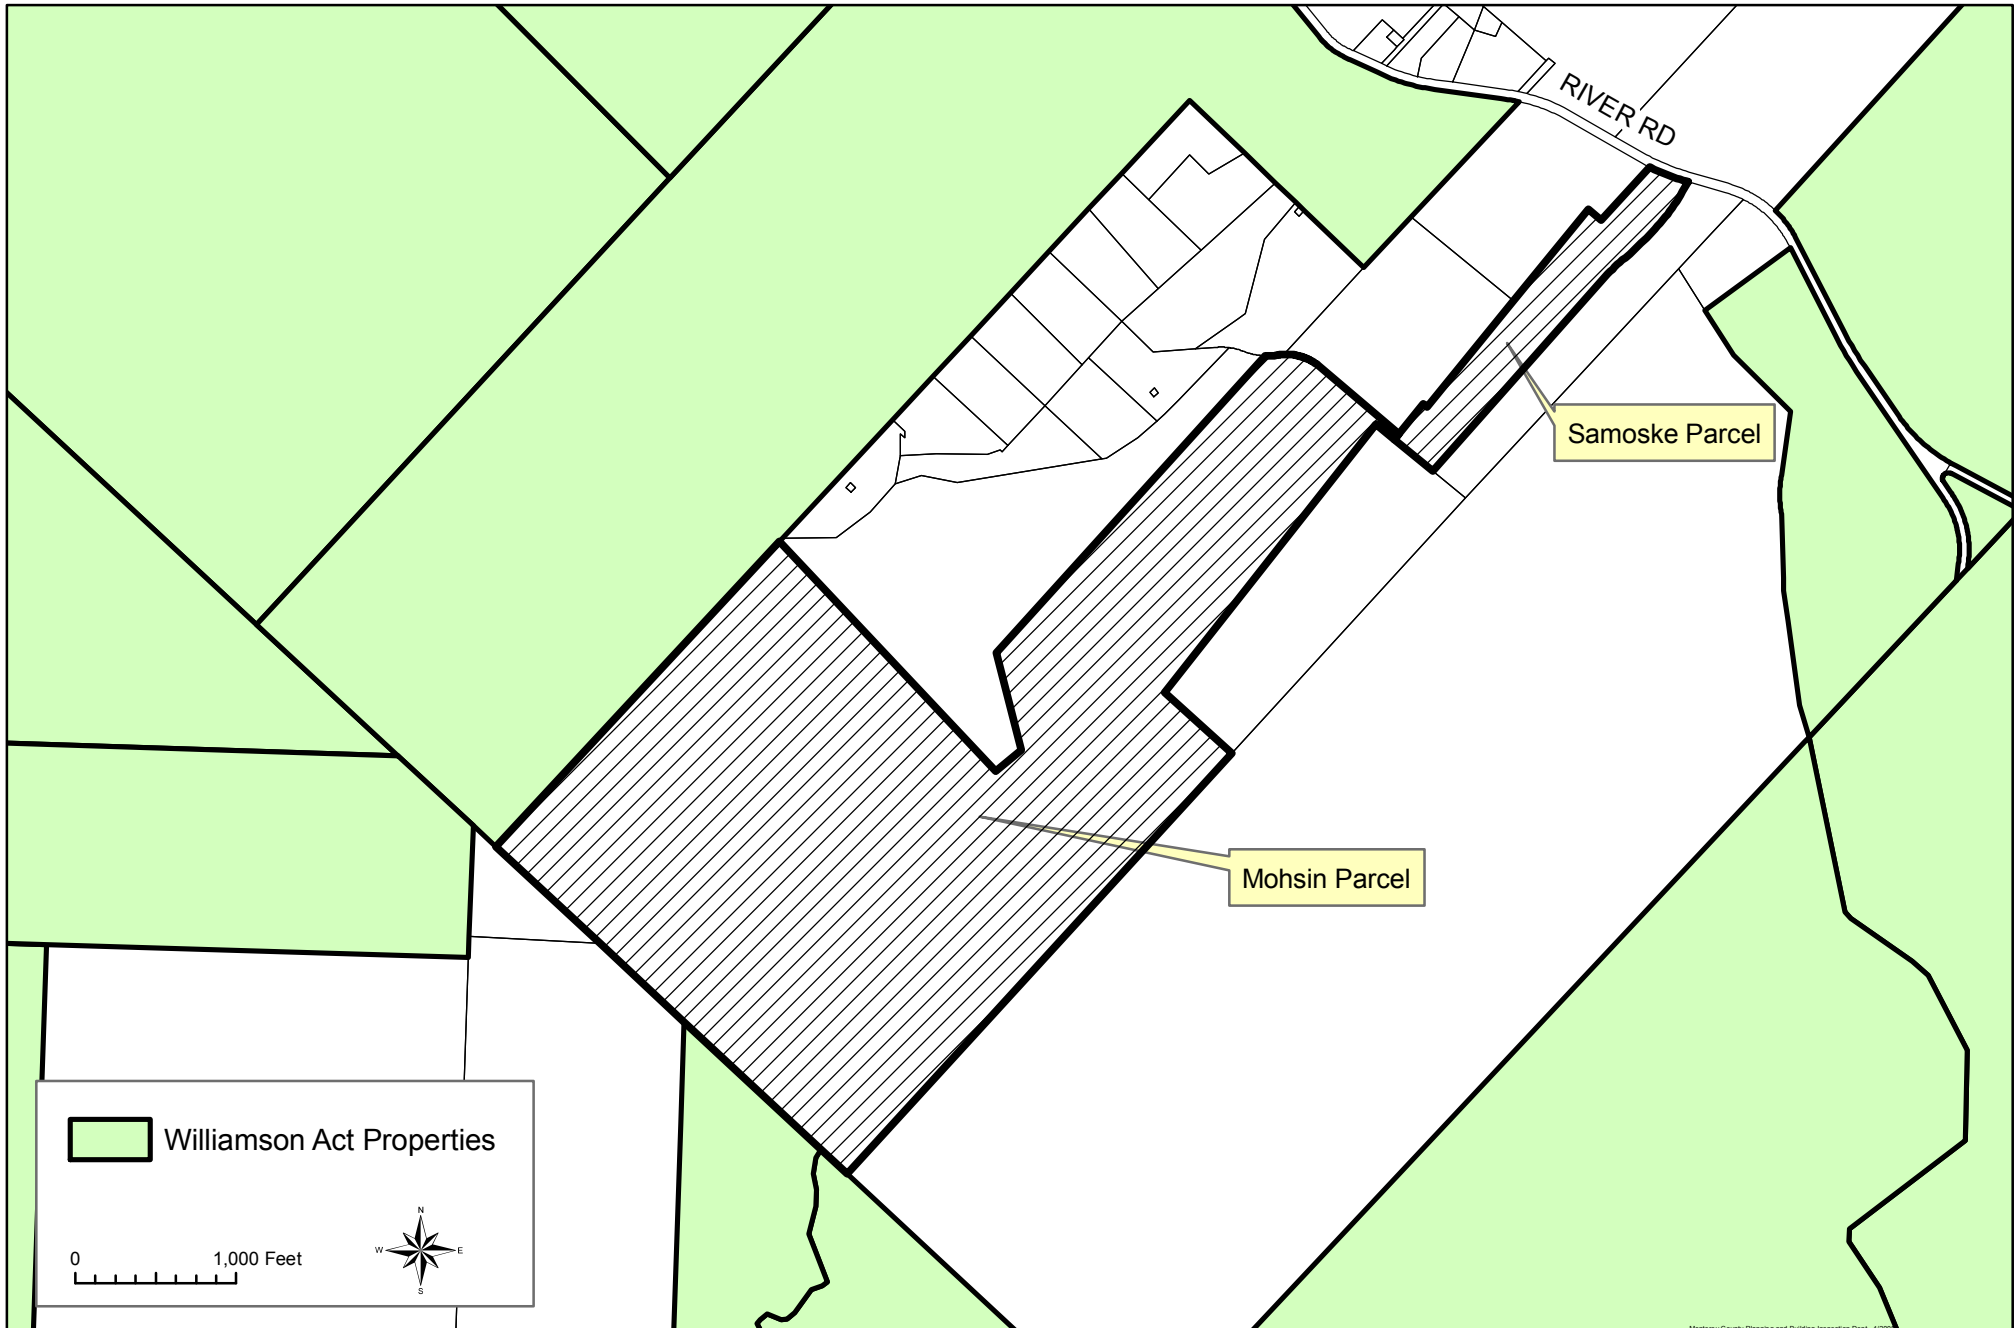 RIVER RD
Samoske Parcel
Mohsin Parcel
Williamson Act Properties
N
W E
S
0 1,000 Feet